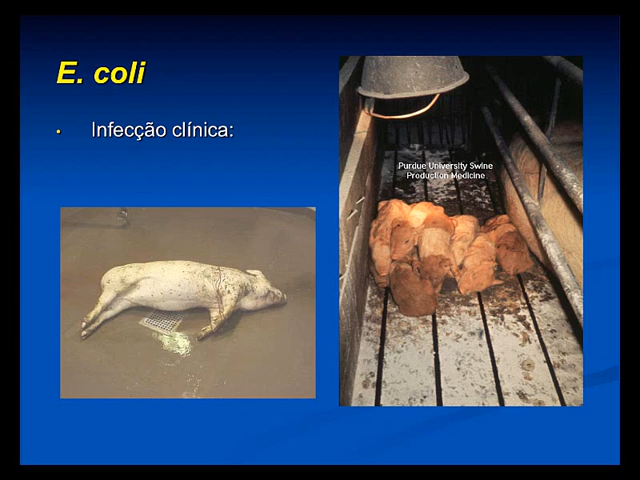 E. coli
• Infecção clínica:
Purdue University Swine
Production Medicine